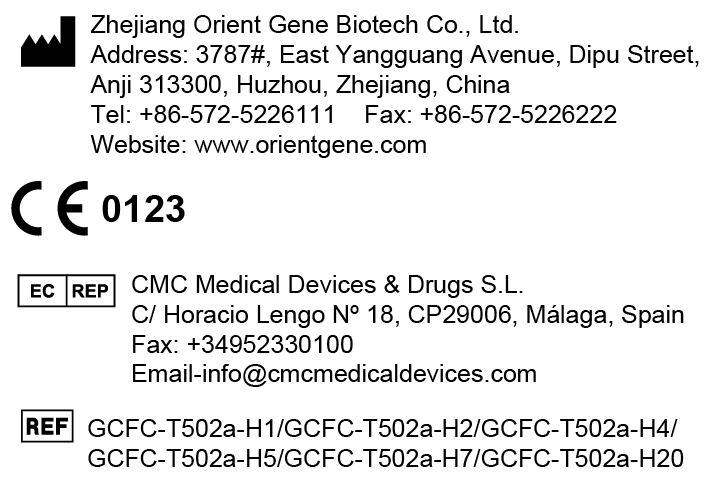 Zhejiang Orient Gene Biotech Co., Ltd.
Address: 3787#, East Yangguang Avenue, Dipu Street,
Anji 313300, Huzhou, Zhejiang, China
Tel: +86-572-5226111 Fax: +86-572-5226222
Website: www.orientgene.com
CE 0123
EC REP
CMC Medical Devices & Drugs S.L.
C/ Horacio Lengo Nº 18, CP29006, Málaga, Spain
Fax: +34952330100
Email-info@cmcmedicaldevices.com
REF GCFC-T502a-H1/GCFC-T502a-H2/GCFC-T502a-H4/
GCFC-T502a-H5/GCFC-T502a-H7/GCFC-T502a-H20